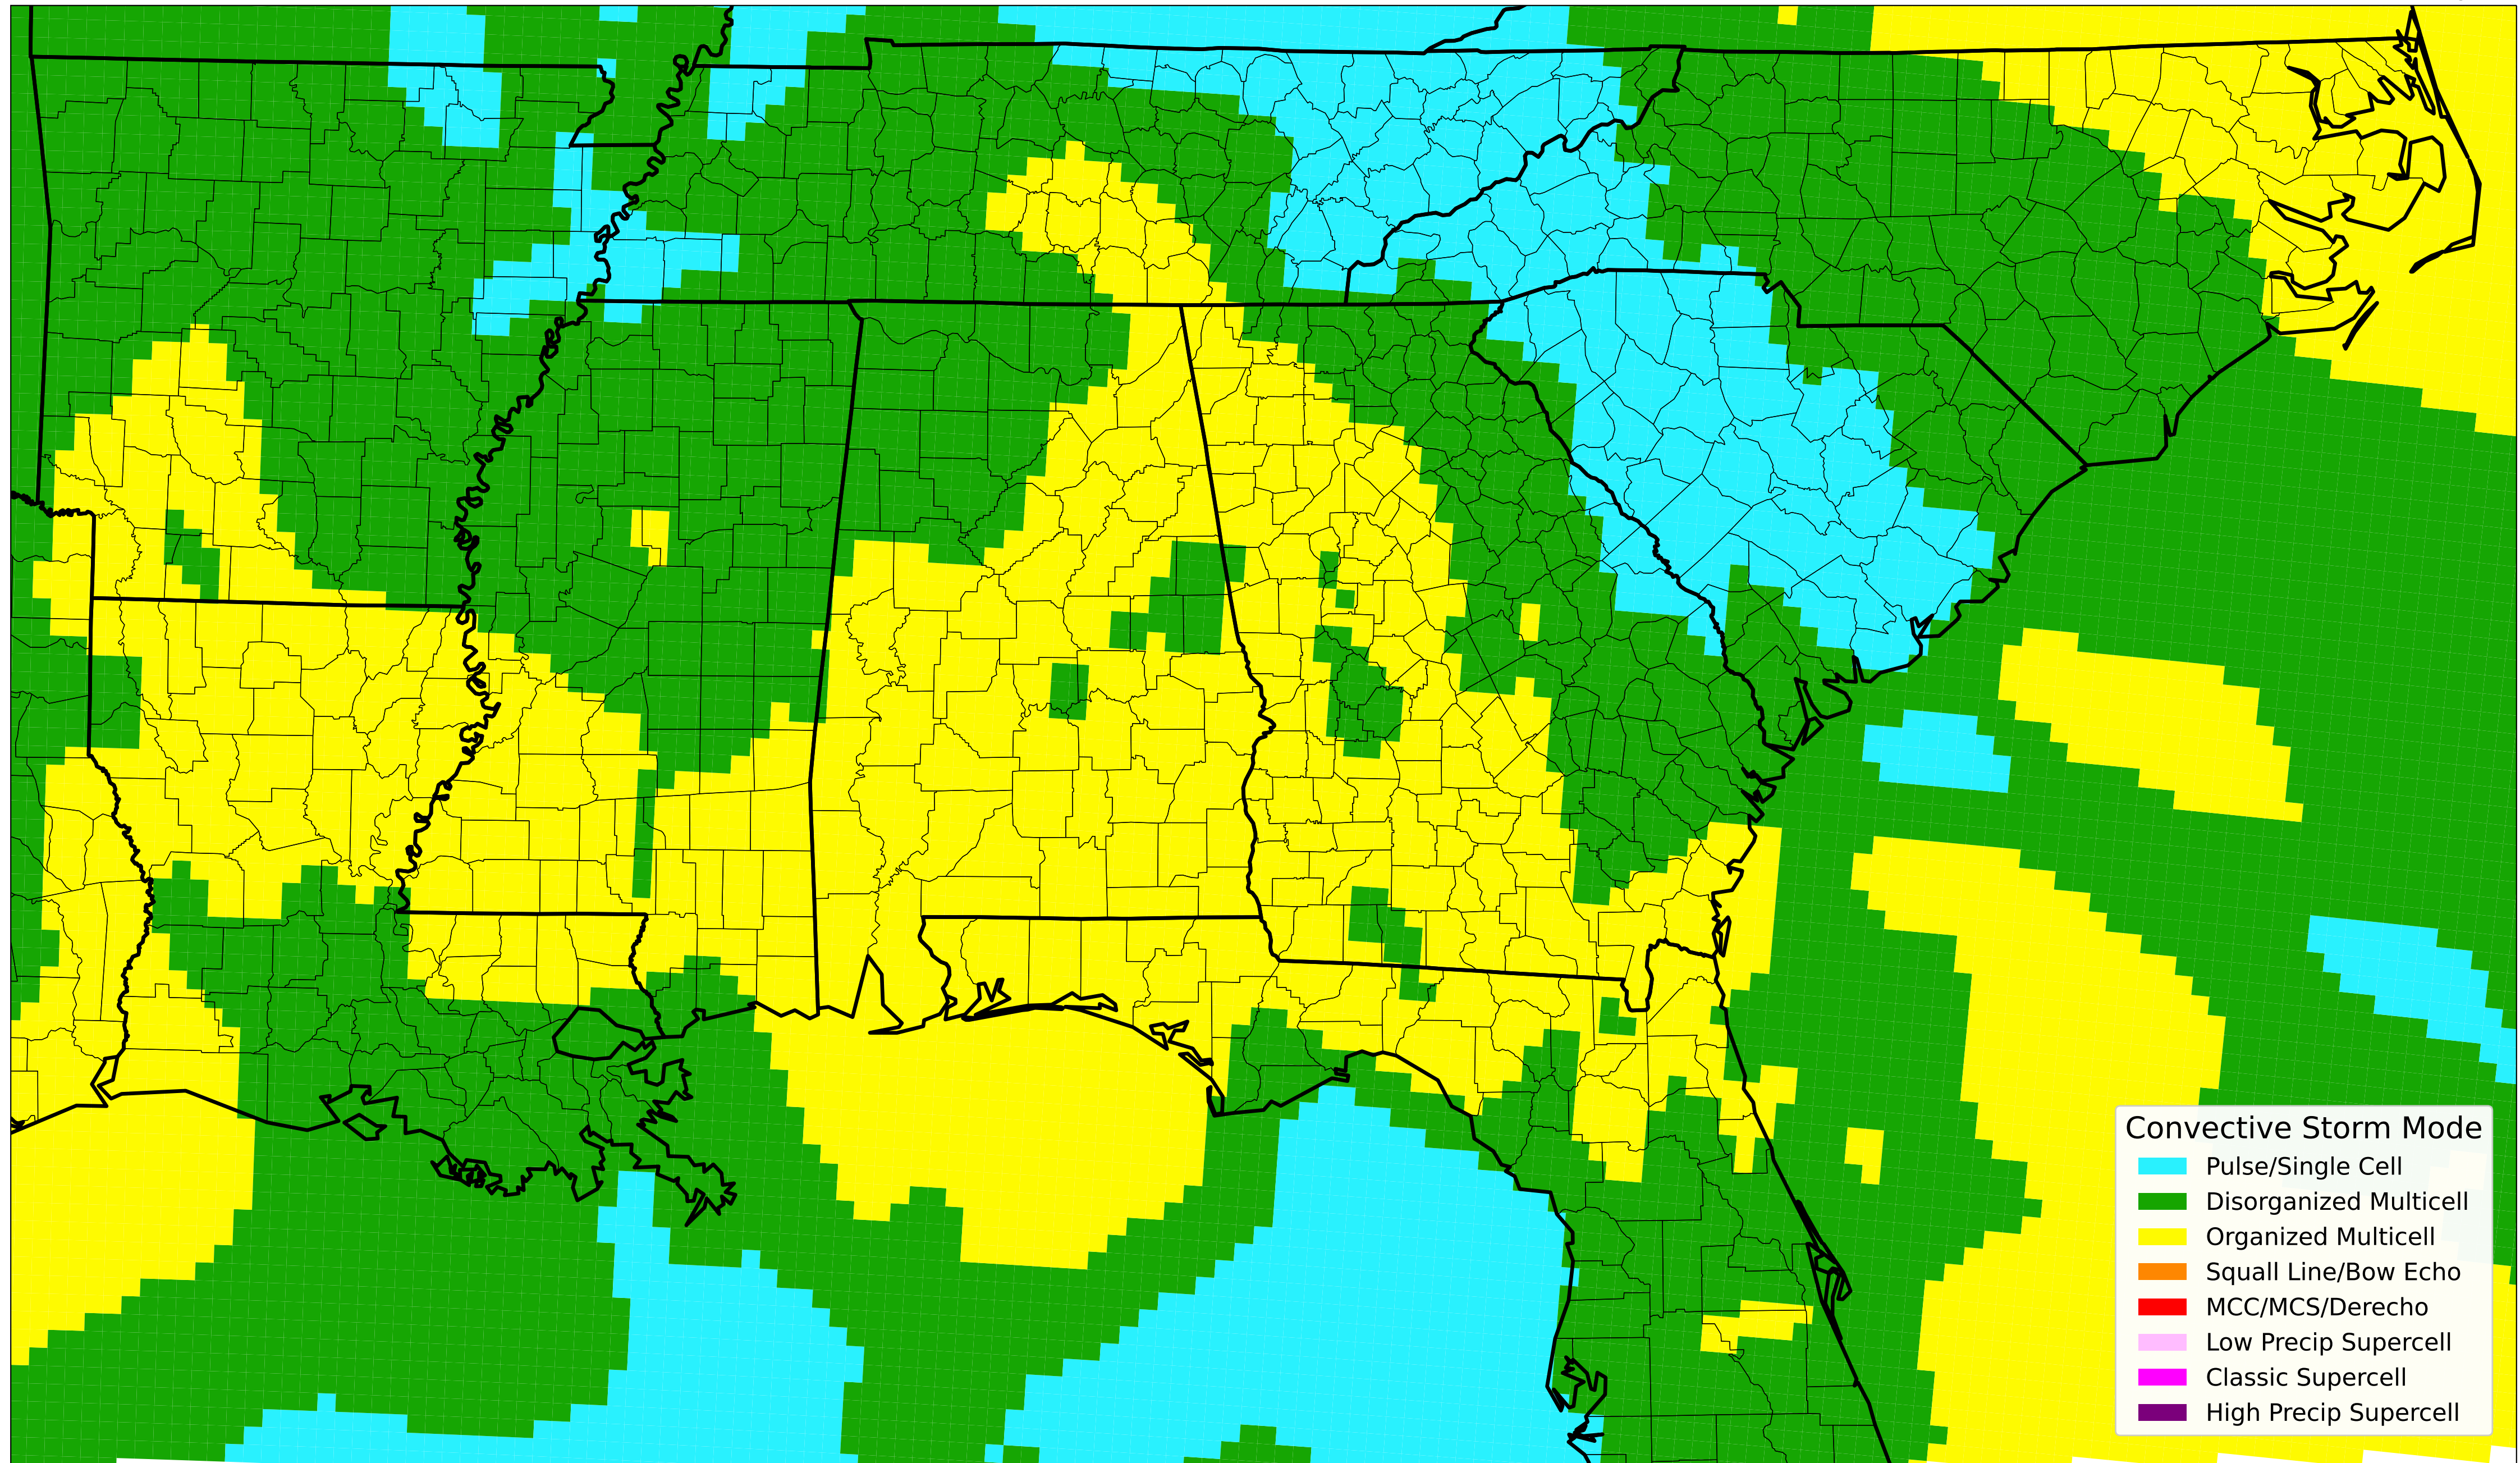 Convective Storm Mode
Pulse/Single Cell
Disorganized Multicell
Organized Multicell
Squall Line/Bow Echo
MCC/MCS/Derecho
Low Precip Supercell
Classic Supercell
High Precip Supercell